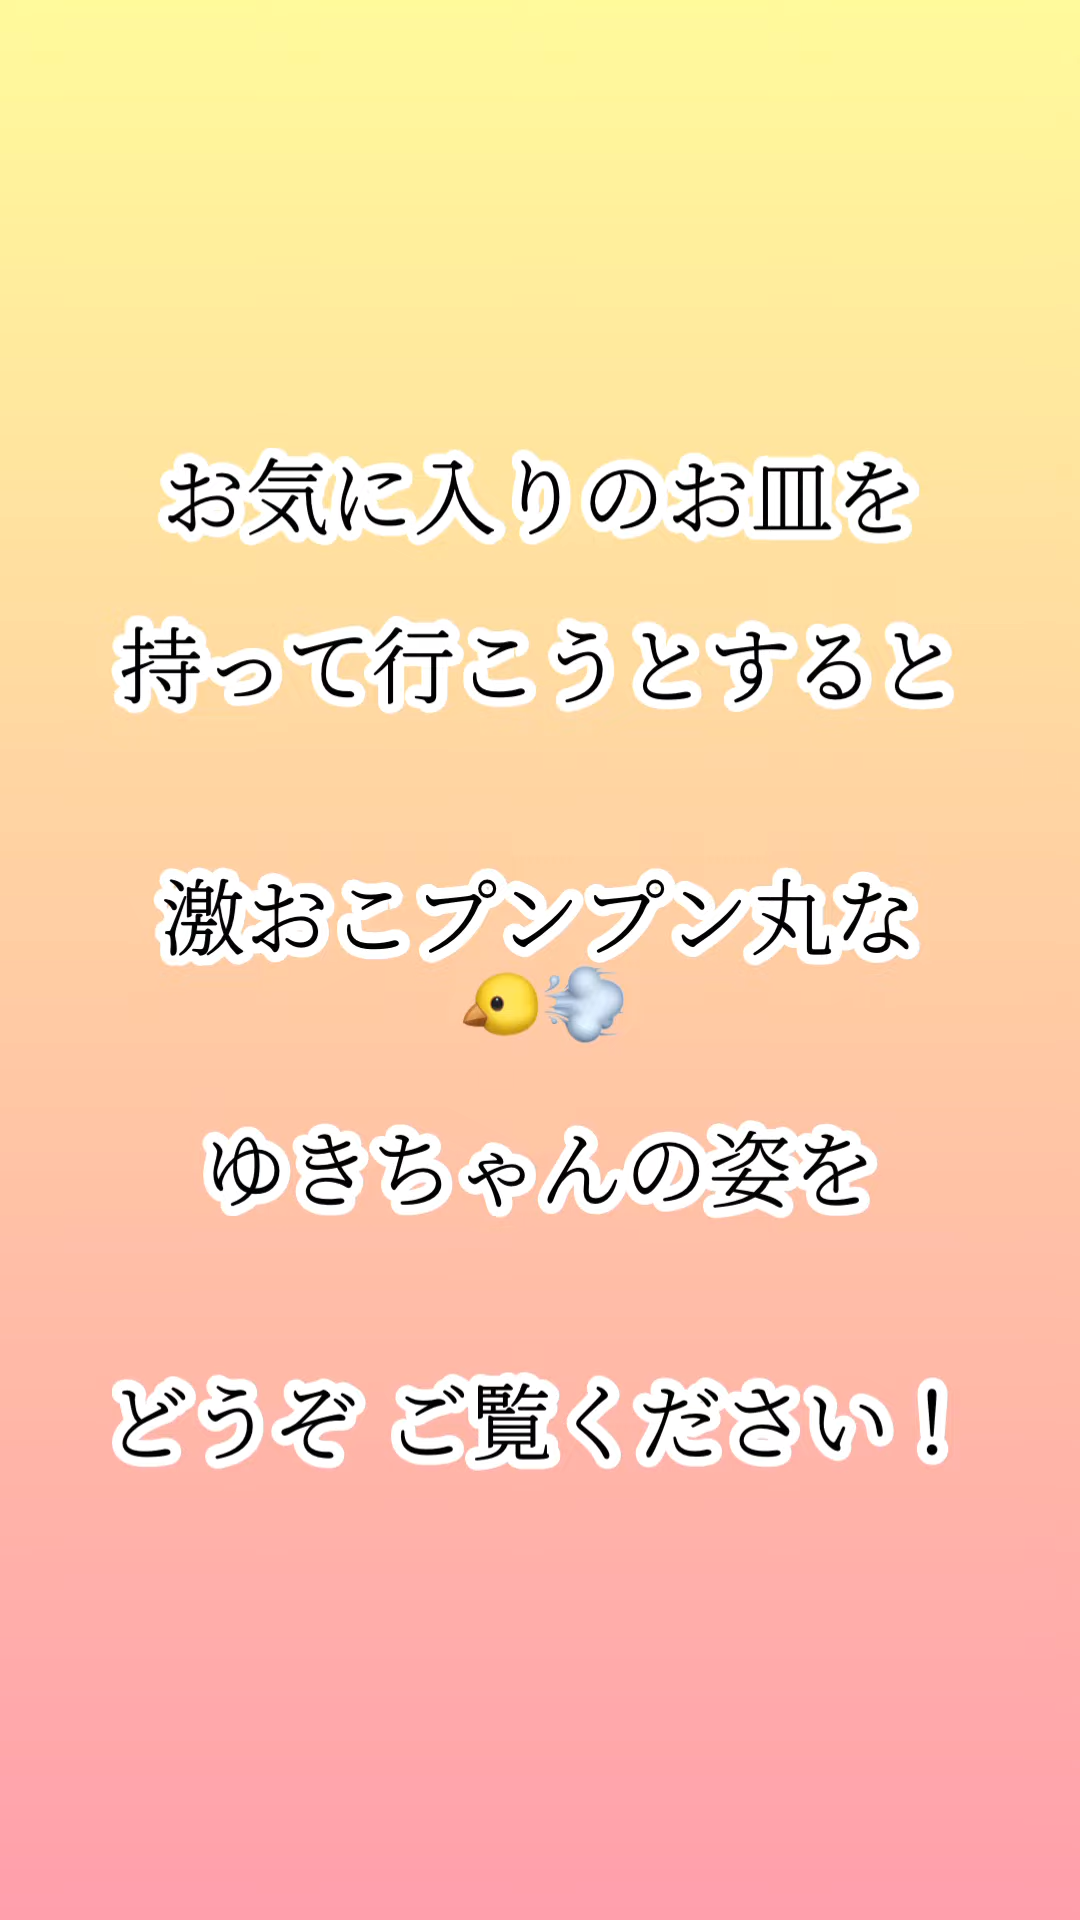 お気に入りのお皿を
持って行こうとすると
激おこプンプン丸な
🐤💨
ゆきちゃんの姿を
どうぞ ご覧ください！